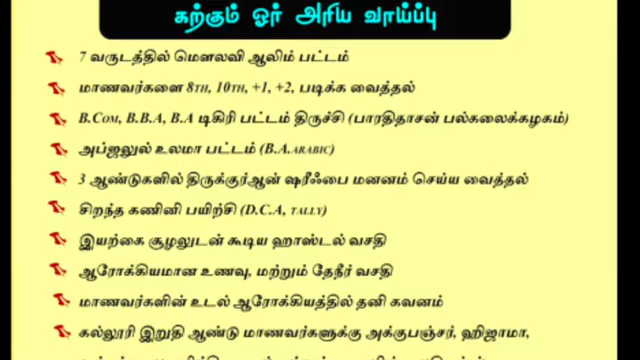 கற்கும் ஓர் அரிய வாய்ப்பு
7 வருடத்தில் மௌலவி ஆலிம் பட்டம்
மாணவர்களை 8TH, 10TH, +1, +2, படிக்க வைத்தல்
B.COM, B.B.A, B.A டிகிரி பட்டம் திருச்சி (பாரதிதாசன் பல்கலைக்கழகம்)
அப்ஜலுல் உலமா பட்டம் (B.A.ARABIC)
3 ஆண்டுகளில் திருக்குர்ஆன் ஷரீஃபை மனனம் செய்ய வைத்தல்
சிறந்த கணினி பயிற்சி (D.C.A, TALLY)
இயற்கை சூழலுடன் கூடிய ஹாஸ்டல் வசதி
ஆரோக்கியமான உணவு, மற்றும் தேநீர் வசதி
மாணவர்களின் உடல் ஆரோக்கியத்தில் தனி கவனம்
கல்லூரி இறுதி ஆண்டு மாணவர்களுக்கு அக்குபஞ்சர், ஹிஜாமா,